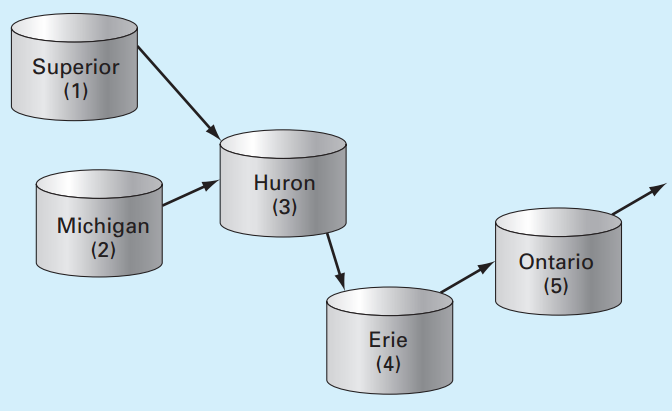 Superior
(1)
Michigan
(2)
Huron
(3)
Erie
(4)
Ontario
(5)